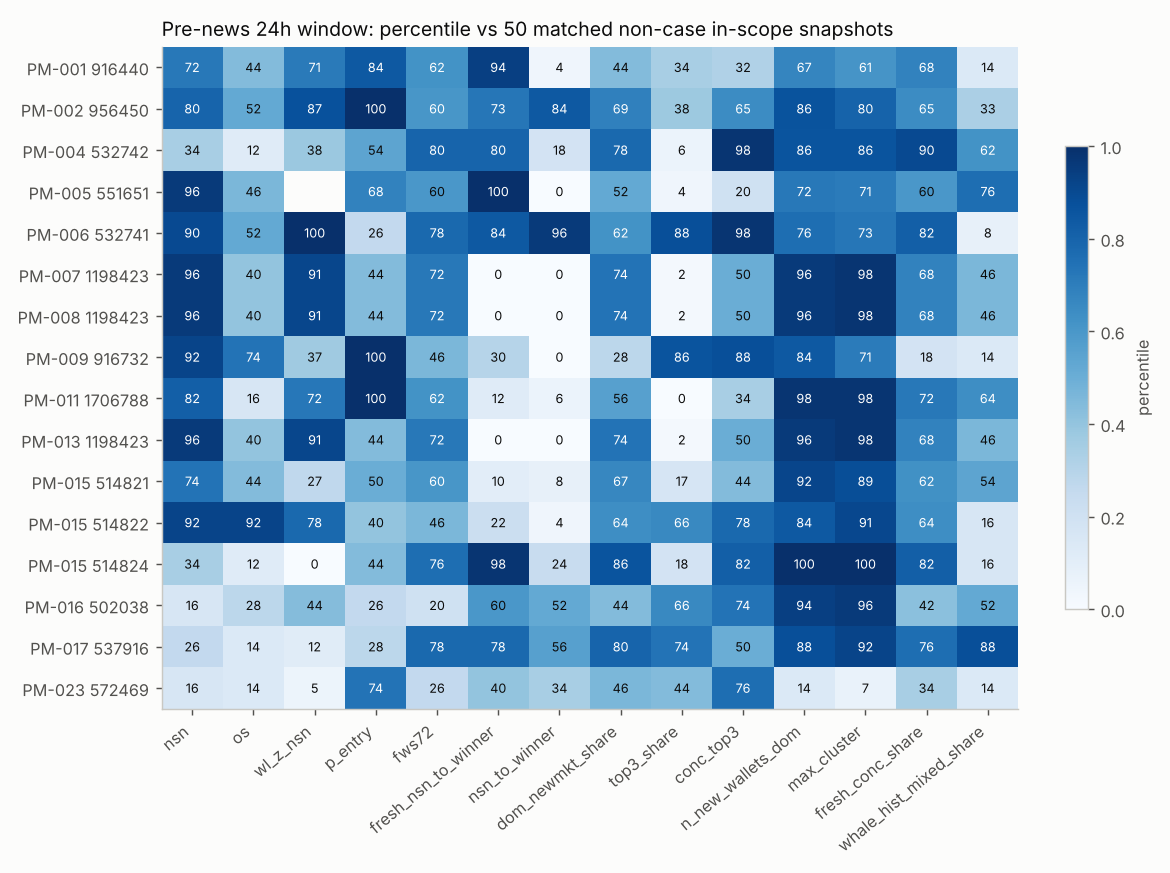 Pre-news 24h window: percentile vs 50 matched non-case in-scope snapshots
PM-001 916440 72 44 71 84 62 94 4 44 34 32 67 61 68 14
PM-002 956450 80 52 87 100 60 73 84 69 38 65 86 80 65 33
PM-004 532742 34 12 38 54 80 80 18 78 6 98 86 86 90 62
PM-005 551651 96 46 68 60 100 0 52 4 20 72 71 60 76
PM-006 532741 90 52 100 26 78 84 96 62 88 98 76 73 82 8
PM-007 1198423 96 40 91 44 72 0 0 74 2 50 96 98 68 46
PM-008 1198423 96 40 91 44 72 0 0 74 2 50 96 98 68 46
PM-009 916732 92 74 37 100 46 30 0 28 86 88 84 71 18 14
PM-011 1706788 82 16 72 100 62 12 6 56 0 34 98 98 72 64
PM-013 1198423 96 40 91 44 72 0 0 74 2 50 96 98 68 46
PM-015 514821 74 44 27 50 60 10 8 67 17 44 92 89 62 54
PM-015 514822 92 92 78 40 46 22 4 64 66 78 84 91 64 16
PM-015 514824 34 12 0 44 76 98 24 86 18 82 100 100 82 16
PM-016 502038 16 28 44 26 20 60 52 44 66 74 94 96 42 52
PM-017 537916 26 14 12 28 78 78 56 80 74 50 88 92 76 88
PM-023 572469 16 14 5 74 26 40 34 46 44 76 14 7 34 14
nsn
os
wl_z_nsn
p_entry
fws72
fresh_nsn_to_winner
nsn_to_winner
dom_newmkt_share
top3_share
conc_top3
n_new_wallets_dom
max_cluster
fresh_conc_share
whale_hist_mixed_share
1.0
0.8
0.6
0.4
0.2
0.0
percentile